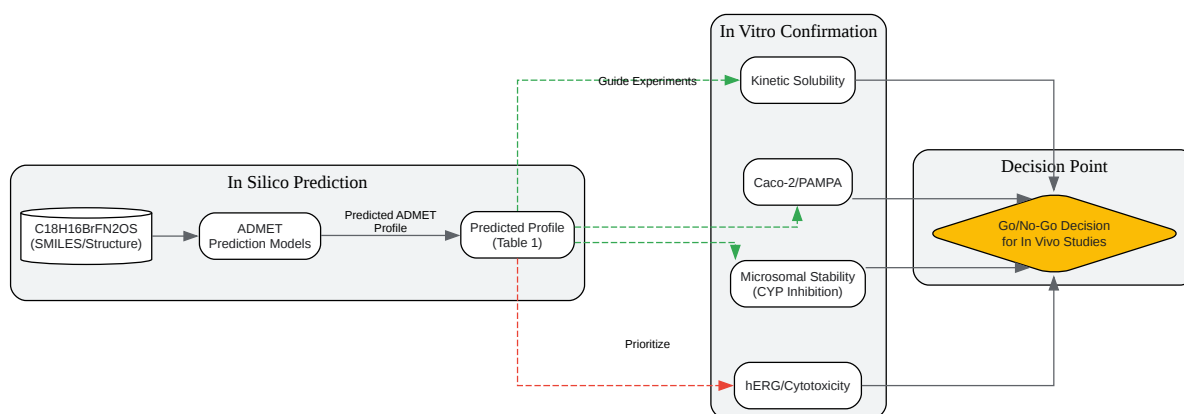 In Silico Prediction
C18H16BrFN2OS
(SMILES/Structure)
ADMET
Prediction Models
Predicted ADMET
Profile
Predicted Profile
(Table 1)
Guide Experiments
Prioritize
In Vitro Confirmation
Kinetic Solubility
Caco-2/PAMPA
Microsomal Stability
(CYP Inhibition)
hERG/Cytotoxicity
Decision Point
Go/No-Go Decision
for In Vivo Studies